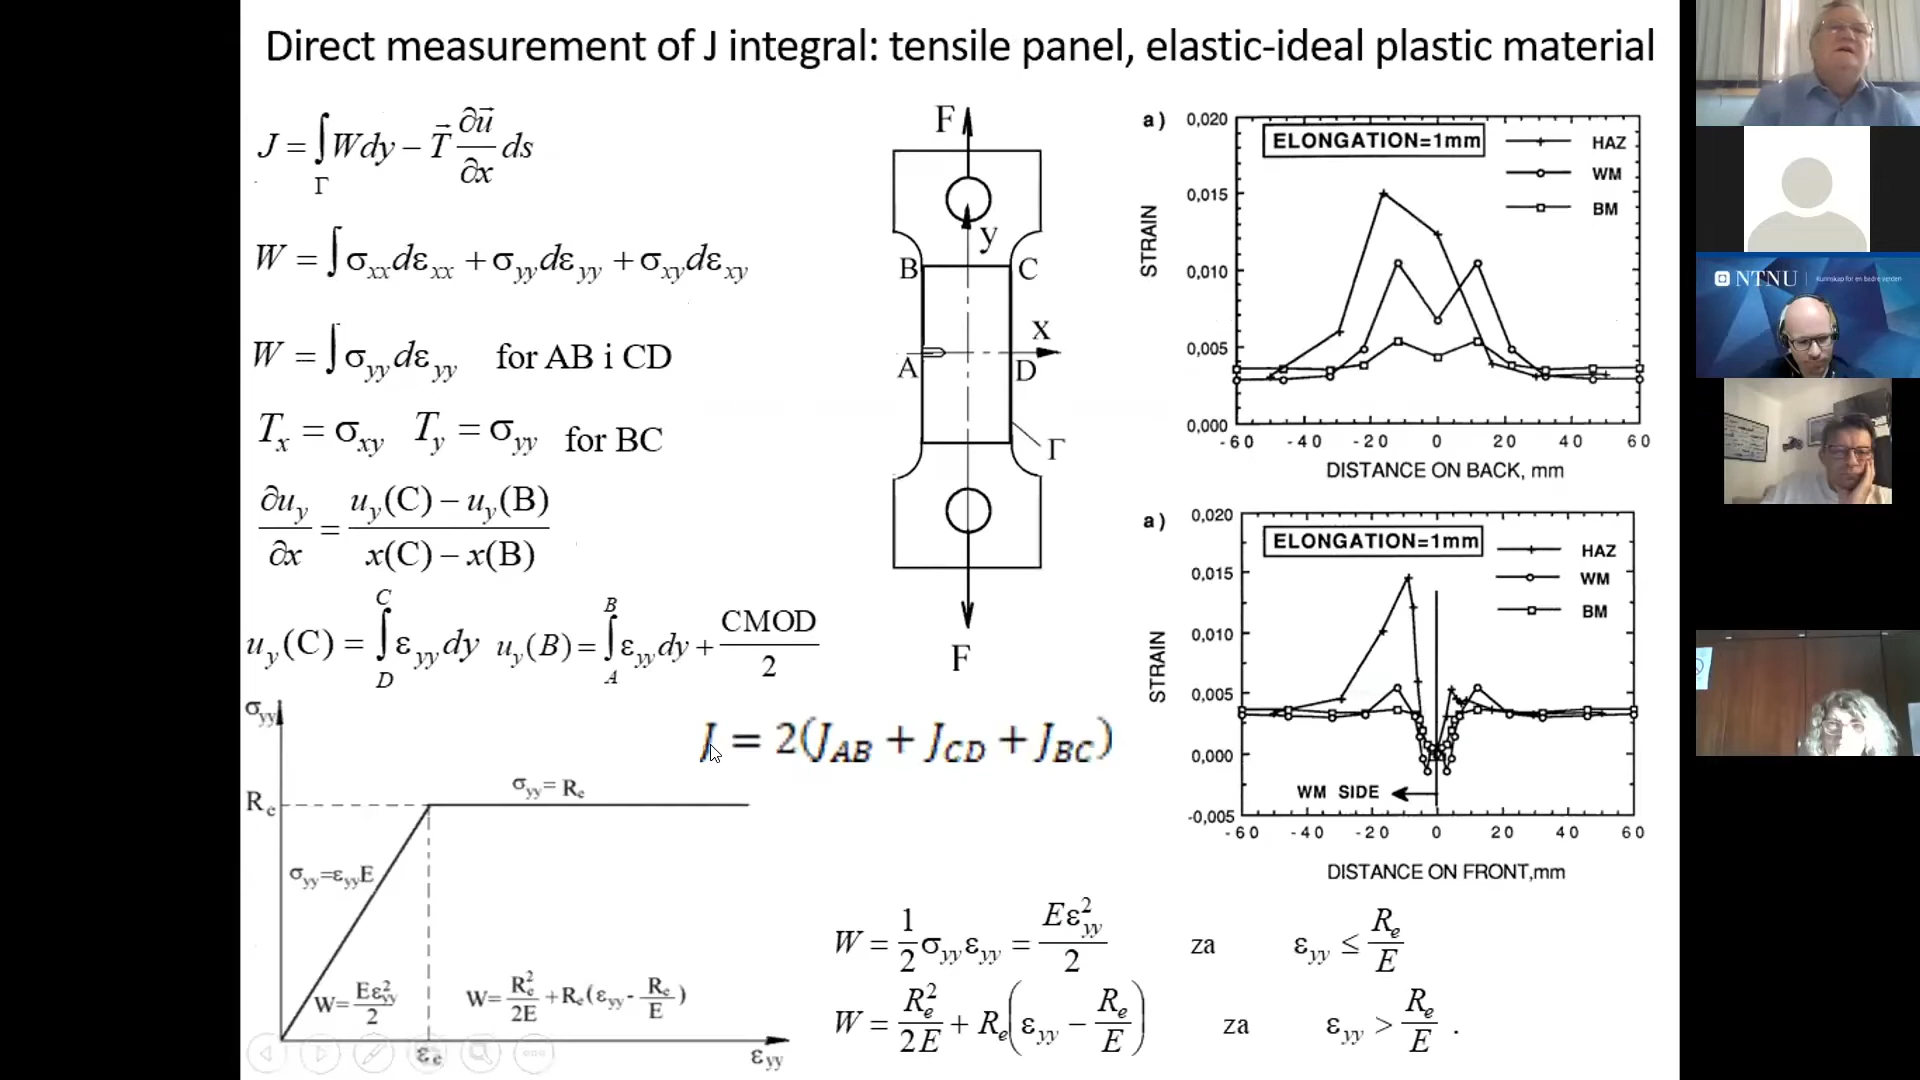 Direct measurement of J integral: tensile panel, elastic-ideal plastic material
J = ∫_Γ Wdy − T⃗ ∂u⃗/∂x ds
W = ∫ σ_xx dε_xx + σ_yy dε_yy + σ_xy dε_xy
W = ∫ σ_yy dε_yy for AB i CD
T_x = σ_xy T_y = σ_yy for BC
∂u_y/∂x = (u_y(C) − u_y(B))/(x(C) − x(B))
u_y(C) = ∫_D^C ε_yy dy u_y(B) = ∫_A^B ε_yy dy + CMOD/2
J = 2(J_AB + J_CD + J_BC)
σ_yy
R_e
σ_yy= R_e
σ_yy=ε_yyE
W= Eε²_yy/2
W= R²_e/2E +R_e(ε_yy- R_e/E)
ε_e
ε_yy
F
y
B
C
x
A
D
Γ
F
a)
ELONGATION=1mm
HAZ
WM
BM
STRAIN
0,020
0,015
0,010
0,005
0,000
-60 -40 -20 0 20 40 60
DISTANCE ON BACK, mm
a)
ELONGATION=1mm
HAZ
WM
BM
STRAIN
0,020
0,015
0,010
0,005
0,000
-0,005
WM SIDE
-60 -40 -20 0 20 40 60
DISTANCE ON FRONT,mm
W = 1/2 σ_yy ε_yy = Eε²_yy/2 za ε_yy ≤ R_e/E
W = R²_e/2E + R_e(ε_yy − R_e/E) za ε_yy > R_e/E .
NTNU
Kunnskap for en bedre verden